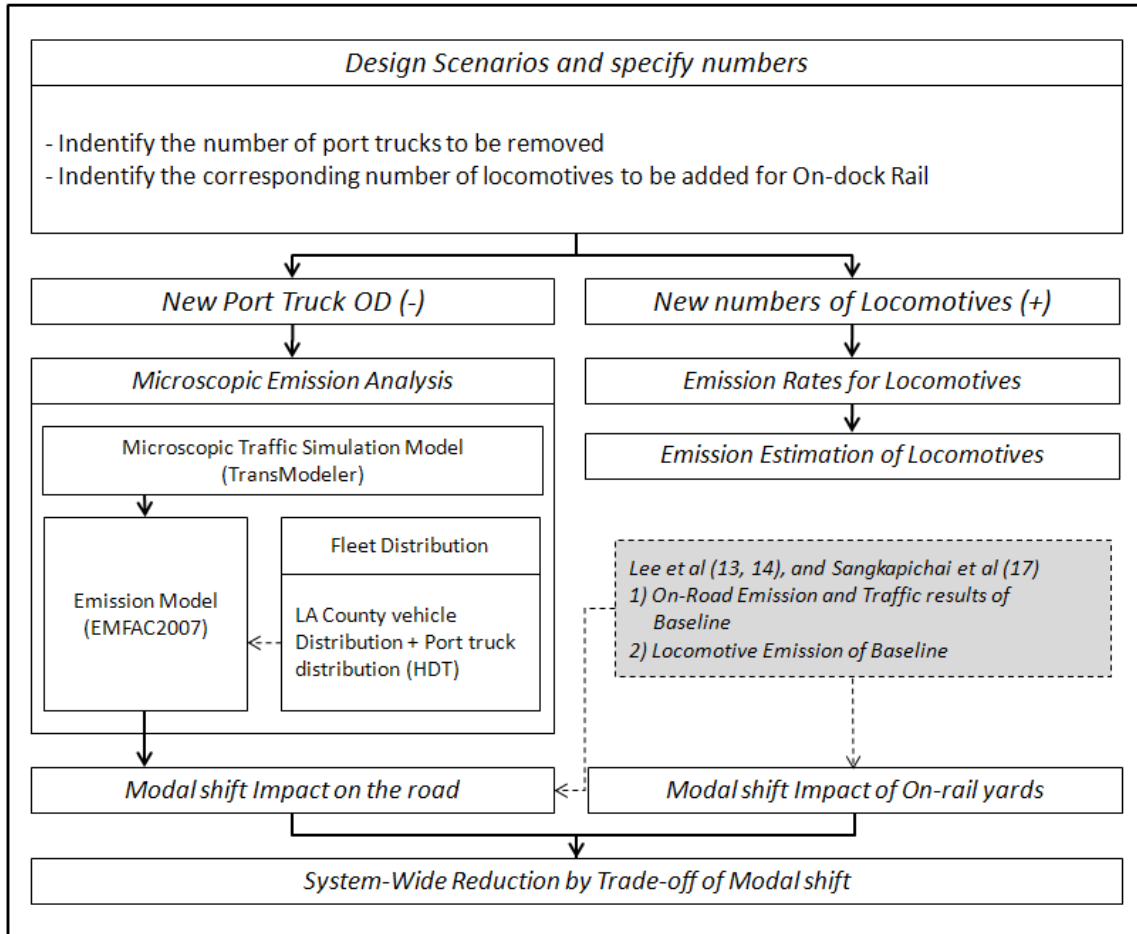 Design Scenarios and specify numbers
- Indentify the number of port trucks to be removed
- Indentify the corresponding number of locomotives to be added for On-dock Rail
New Port Truck OD (-)
New numbers of Locomotives (+)
Microscopic Emission Analysis
Emission Rates for Locomotives
Microscopic Traffic Simulation Model
(TransModeler)
Emission Estimation of Locomotives
Emission Model
(EMFAC2007)
Fleet Distribution
LA County vehicle
Distribution + Port truck
distribution (HDT)
Lee et al (13, 14), and Sangkapichai et al (17)
1) On-Road Emission and Traffic results of
Baseline
2) Locomotive Emission of Baseline
Modal shift Impact on the road
Modal shift Impact of On-rail yards
System-Wide Reduction by Trade-off of Modal shift